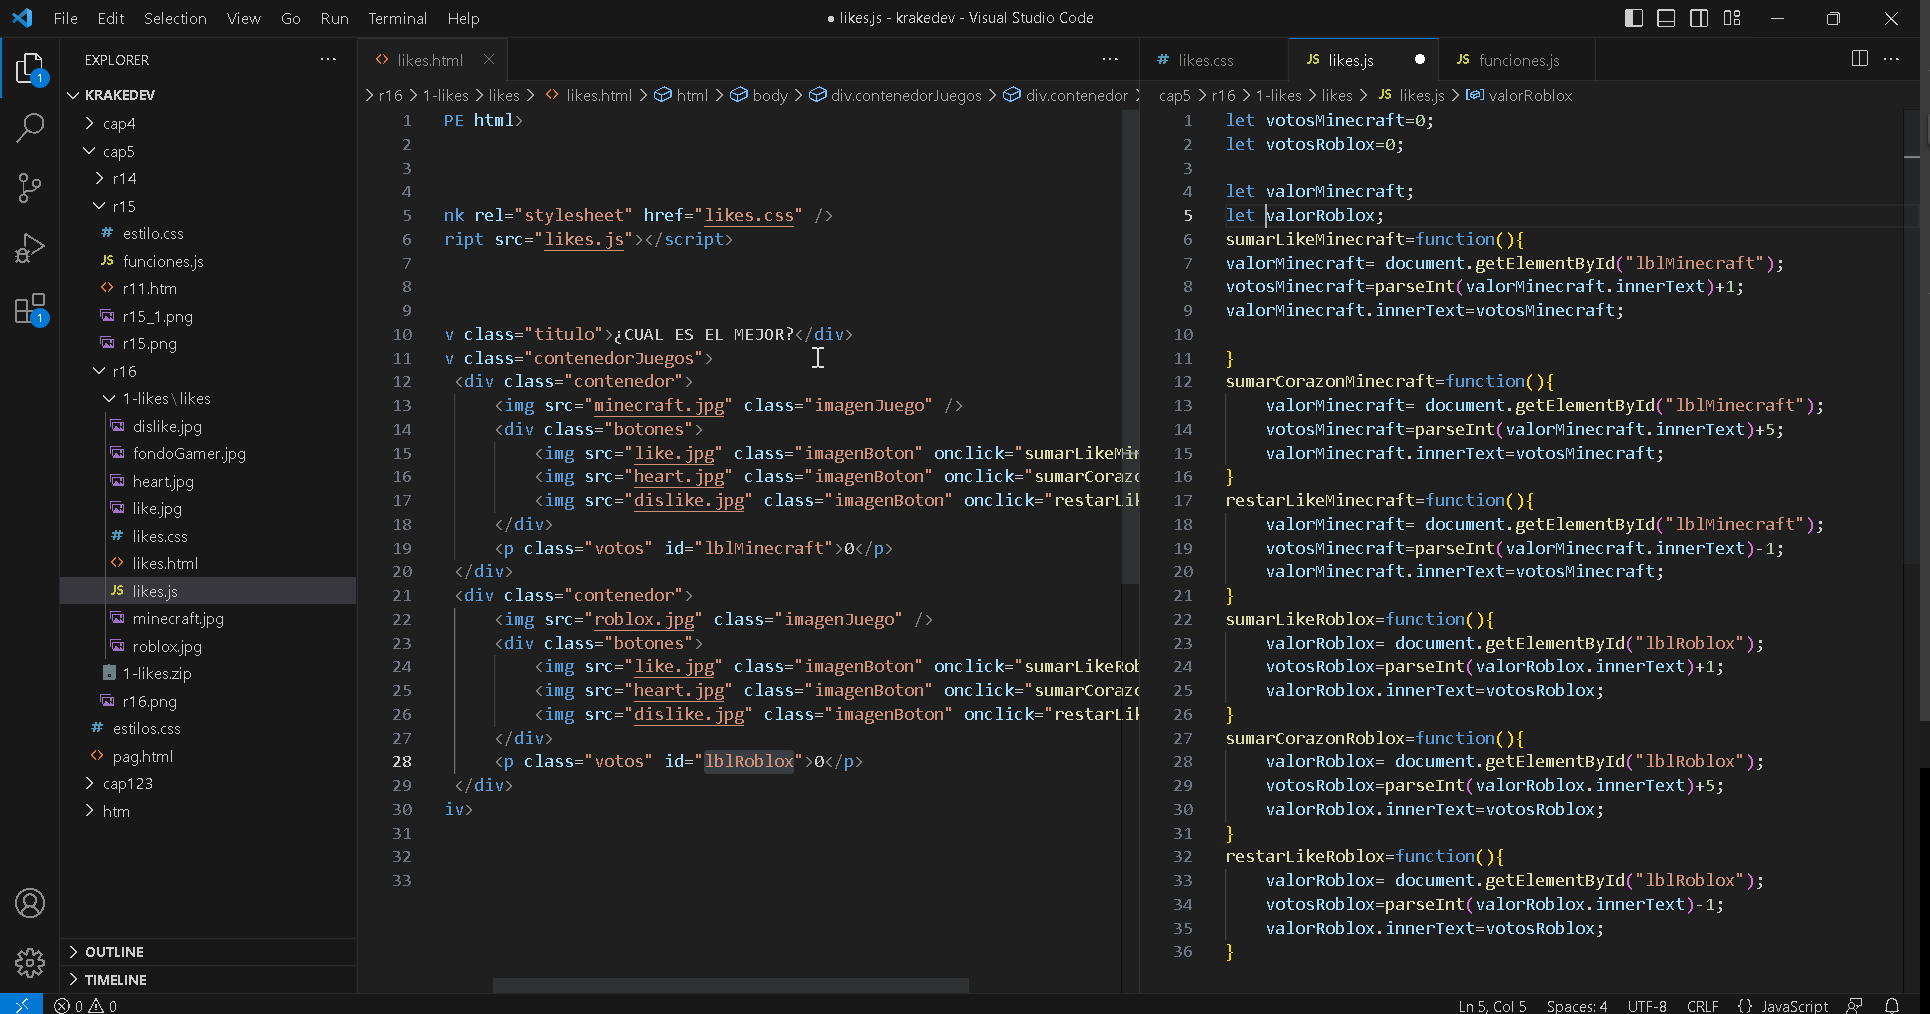 File Edit Selection View Go Run Terminal Help
● likes.js - krakedev - Visual Studio Code
EXPLORER
KRAKEDEV
cap4
cap5
r14
r15
# estilo.css
JS funciones.js
<> r11.htm
r15_1.png
r15.png
r16
1-likes\likes
dislike.jpg
fondoGamer.jpg
heart.jpg
like.jpg
# likes.css
<> likes.html
JS likes.js
minecraft.jpg
roblox.jpg
1-likes.zip
r16.png
# estilos.css
<> pag.html
cap123
htm
OUTLINE
TIMELINE
1
1
<> likes.html
> r16 > 1-likes > likes > <> likes.html > html > body > div.contenedorJuegos > div.contenedor >
1 PE html>
2
3
4
5 nk rel="stylesheet" href="likes.css" />
6 ript src="likes.js"></script>
7
8
9
10 v class="titulo">¿CUAL ES EL MEJOR?</div>
11 v class="contenedorJuegos">
12 <div class="contenedor">
13 <img src="minecraft.jpg" class="imagenJuego" />
14 <div class="botones">
15 <img src="like.jpg" class="imagenBoton" onclick="sumarLikeMin
16 <img src="heart.jpg" class="imagenBoton" onclick="sumarCorazo
17 <img src="dislike.jpg" class="imagenBoton" onclick="restarLik
18 </div>
19 <p class="votos" id="lblMinecraft">0</p>
20 </div>
21 <div class="contenedor">
22 <img src="roblox.jpg" class="imagenJuego" />
23 <div class="botones">
24 <img src="like.jpg" class="imagenBoton" onclick="sumarLikeRob
25 <img src="heart.jpg" class="imagenBoton" onclick="sumarCorazo
26 <img src="dislike.jpg" class="imagenBoton" onclick="restarLik
27 </div>
28 <p class="votos" id="lblRoblox">0</p>
29 </div>
30 iv>
31
32
33
# likes.css JS likes.js ● JS funciones.js
cap5 > r16 > 1-likes > likes > JS likes.js > valorRoblox
1 let votosMinecraft=0;
2 let votosRoblox=0;
3
4 let valorMinecraft;
5 let valorRoblox;
6 sumarLikeMinecraft=function(){
7 valorMinecraft= document.getElementById("lblMinecraft");
8 votosMinecraft=parseInt(valorMinecraft.innerText)+1;
9 valorMinecraft.innerText=votosMinecraft;
10
11 }
12 sumarCorazonMinecraft=function(){
13 valorMinecraft= document.getElementById("lblMinecraft");
14 votosMinecraft=parseInt(valorMinecraft.innerText)+5;
15 valorMinecraft.innerText=votosMinecraft;
16 }
17 restarLikeMinecraft=function(){
18 valorMinecraft= document.getElementById("lblMinecraft");
19 votosMinecraft=parseInt(valorMinecraft.innerText)-1;
20 valorMinecraft.innerText=votosMinecraft;
21 }
22 sumarLikeRoblox=function(){
23 valorRoblox= document.getElementById("lblRoblox");
24 votosRoblox=parseInt(valorRoblox.innerText)+1;
25 valorRoblox.innerText=votosRoblox;
26 }
27 sumarCorazonRoblox=function(){
28 valorRoblox= document.getElementById("lblRoblox");
29 votosRoblox=parseInt(valorRoblox.innerText)+5;
30 valorRoblox.innerText=votosRoblox;
31 }
32 restarLikeRoblox=function(){
33 valorRoblox= document.getElementById("lblRoblox");
34 votosRoblox=parseInt(valorRoblox.innerText)-1;
35 valorRoblox.innerText=votosRoblox;
36 }
0 0
Ln 5, Col 5 Spaces: 4 UTF-8 CRLF {} JavaScript